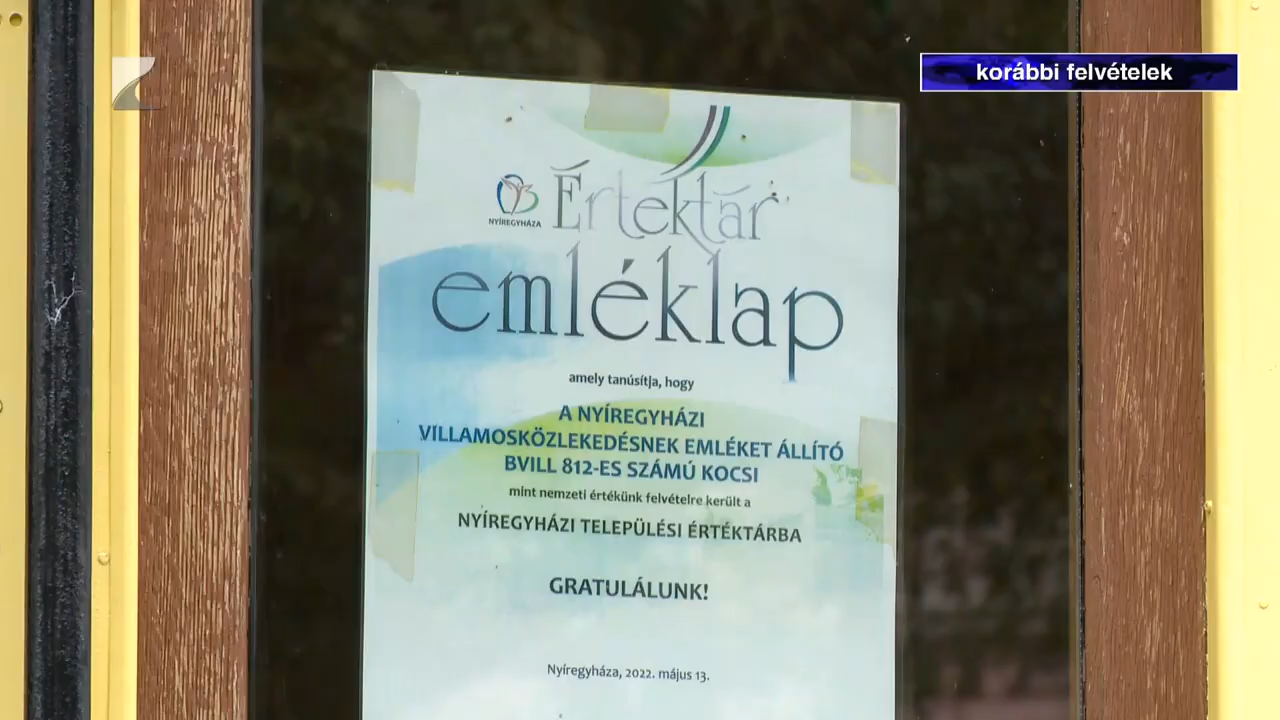 korábbi felvételek
NYÍREGYHÁZA
Értéktár
emléklap
amely tanúsítja, hogy
A NYÍREGYHÁZI
VILLAMOSKÖZLEKEDÉSNEK EMLÉKET ÁLLÍTÓ
BVILL 812-ES SZÁMÚ KOCSI
mint nemzeti értékünk felvételre került a
NYÍREGYHÁZI TELEPÜLÉSI ÉRTÉKTÁRBA
GRATULÁLUNK!
Nyíregyháza, 2022. május 13.